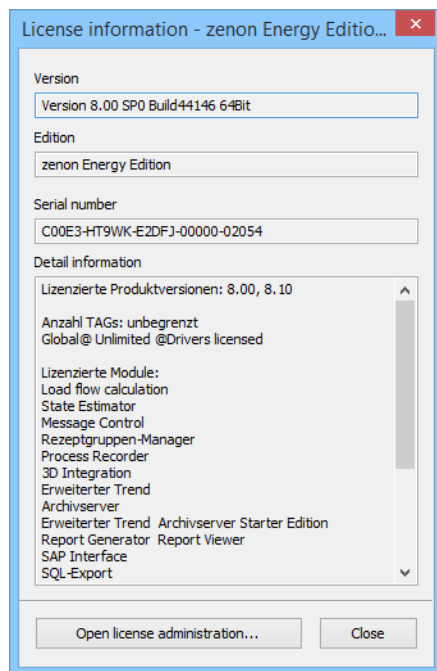 License information - zenon Energy Editio...
Version
Version 8.00 SP0 Build44146 64Bit
Edition
zenon Energy Edition
Serial number
C00E3-HT9WK-E2DFJ-00000-02054
Detail information
Lizenzierte Produktversionen: 8.00, 8.10
Anzahl TAGs: unbegrenzt
Global@ Unlimited @Drivers licensed
Lizenzierte Module:
Load flow calculation
State Estimator
Message Control
Rezeptgruppen-Manager
Process Recorder
3D Integration
Erweiterter Trend
Archivserver
Erweiterter Trend Archivserver Starter Edition
Report Generator Report Viewer
SAP Interface
SQL-Export
Open license administration... Close